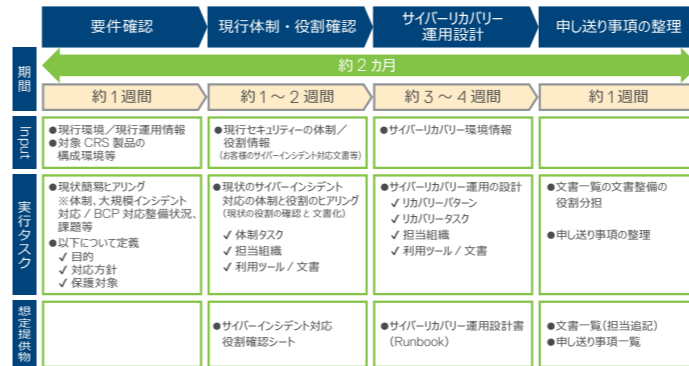 要件確認
現行体制・役割確認
サイバーリカバリー
運用設計
申し送り事項の整理
期間
約2カ月
約1週間
約1～2週間
約3～4週間
約1週間
Input
●現行環境／現行運用情報
●対象 CRS 製品の
構成環境等
●現行セキュリティーの体制／
役割情報
(お客様のサイバーインシデント対応文書等)
●サイバーリカバリー環境情報
実行タスク
●現状簡易ヒアリング
※体制、大規模インシデント
対応 / BCP 対応整備状況、
課題等
●以下について定義
✓ 目的
✓ 対応方針
✓ 保護対象
●現状のサイバーインシデント
対応の体制と役割のヒアリング
(現状の役割の確認と文書化)
✓ 体制タスク
✓ 担当組織
✓ 利用ツール / 文書
●サイバーリカバリー運用の設計
✓ リカバリーパターン
✓ リカバリータスク
✓ 担当組織
✓ 利用ツール / 文書
●文書一覧の文書整備の
役割分担
●申し送り事項の整理
想定提供物
●サイバーインシデント対応
役割確認シート
●サイバーリカバリー運用設計書
(Runbook)
●文書一覧(担当追記)
●申し送り事項一覧